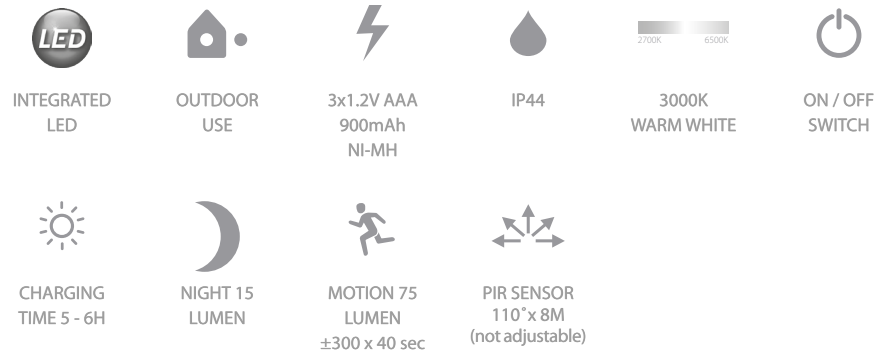 LED
2700K 6500K
INTEGRATED
LED
OUTDOOR
USE
3x1.2V AAA
900mAh
NI-MH
IP44
3000K
WARM WHITE
ON / OFF
SWITCH
CHARGING
TIME 5 - 6H
NIGHT 15
LUMEN
MOTION 75
LUMEN
±300 x 40 sec
PIR SENSOR
110˚x 8M
(not adjustable)